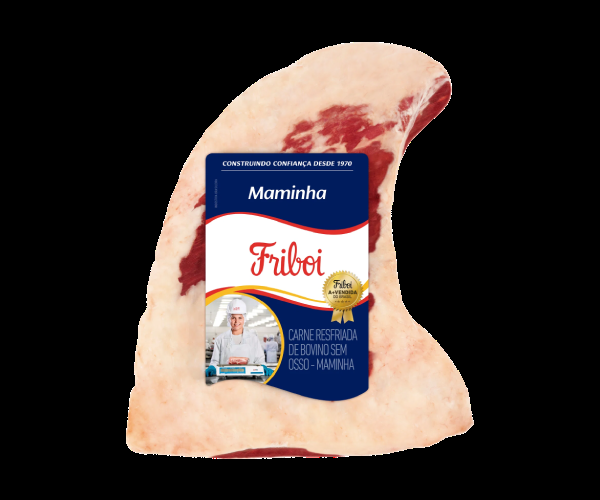 CONSTRUINDO CONFIANÇA DESDE 1970
Maminha
Friboi
Friboi
A+VENDIDA
DO BRASIL
CARNE RESFRIADA
DE BOVINO SEM
OSSO - MAMINHA